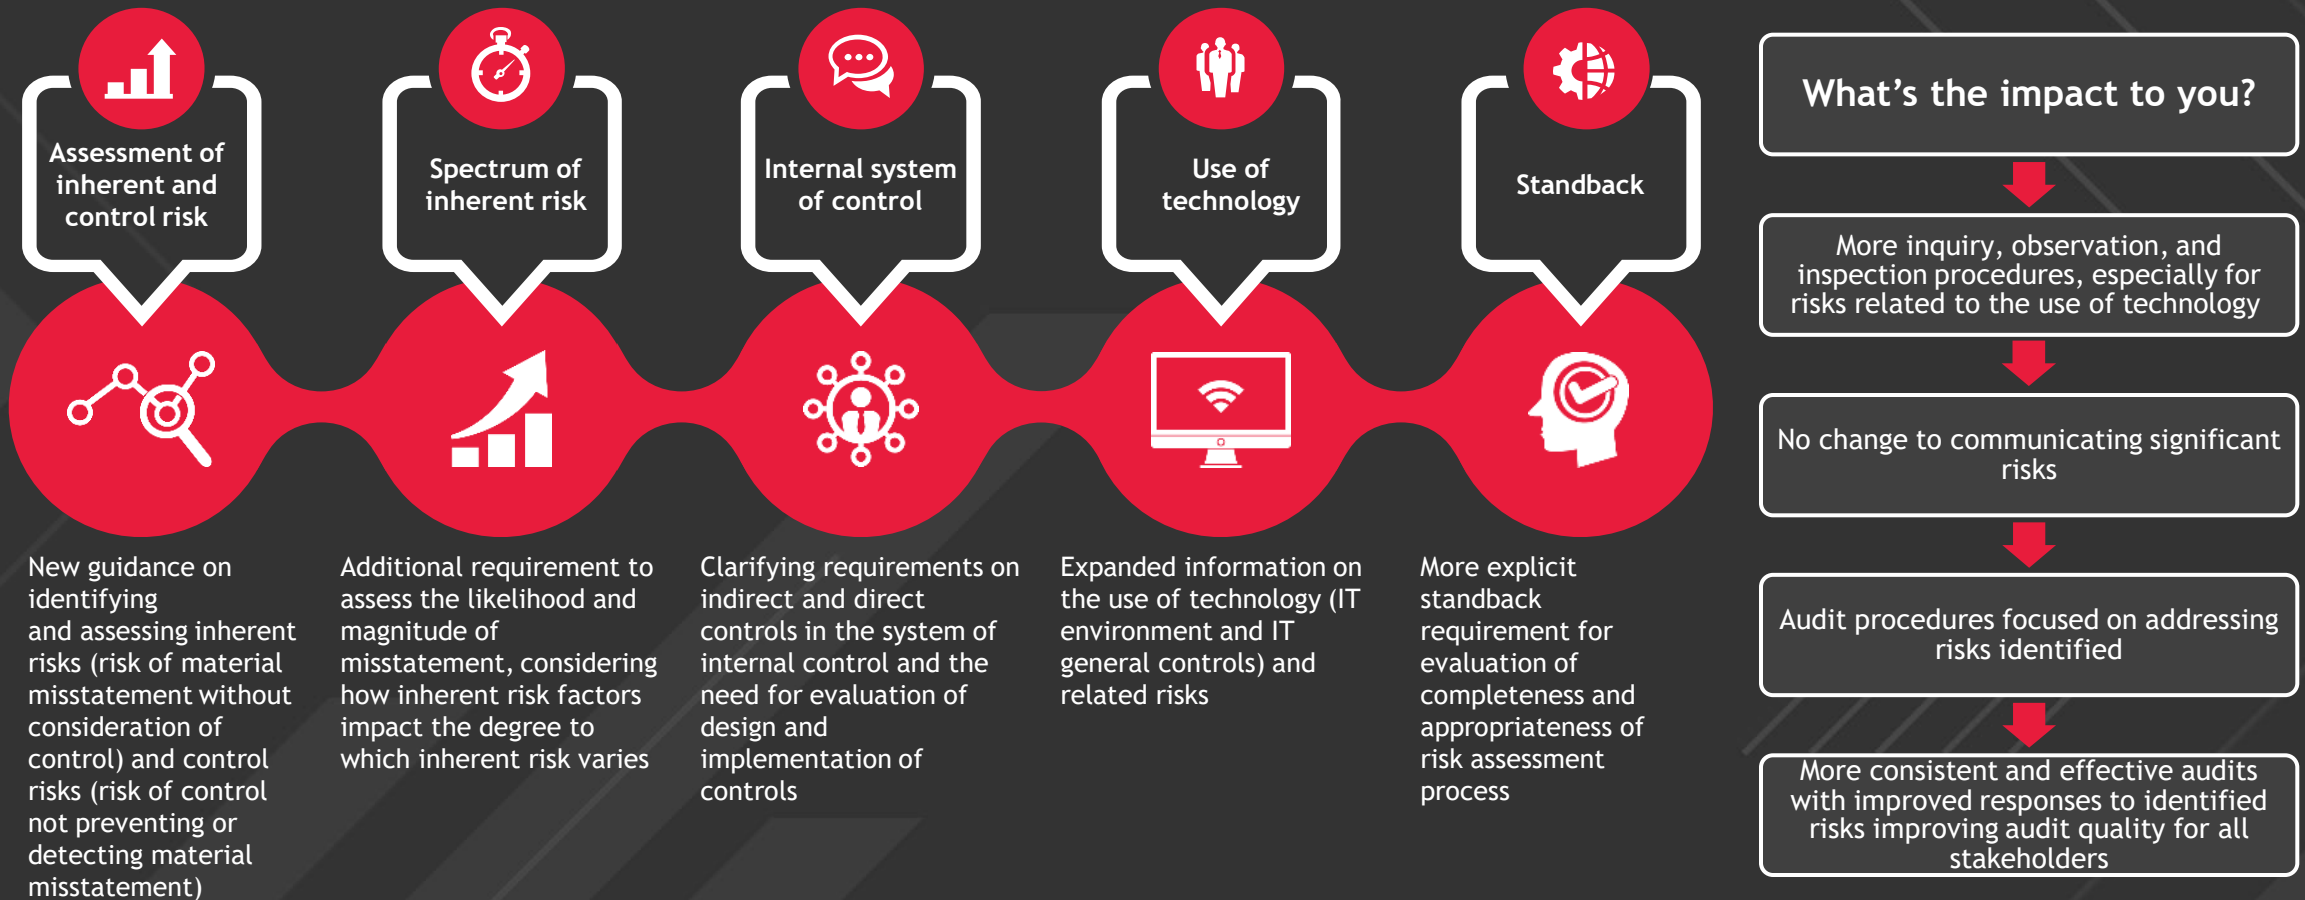 Assessment of
inherent and
control risk
New guidance on
identifying
and assessing inherent
risks (risk of material
misstatement without
consideration of
control) and control
risks (risk of control
not preventing or
detecting material
misstatement)
Spectrum of
inherent risk
Additional requirement to
assess the likelihood and
magnitude of
misstatement, considering
how inherent risk factors
impact the degree to
which inherent risk varies
Internal system
of control
Clarifying requirements on
indirect and direct
controls in the system of
internal control and the
need for evaluation of
design and
implementation of
controls
Use of
technology
Expanded information on
the use of technology (IT
environment and IT
general controls) and
related risks
Standback
More explicit
standback
requirement for
evaluation of
completeness and
appropriateness of
risk assessment
process
What's the impact to you?
More inquiry, observation, and
inspection procedures, especially for
risks related to the use of technology
No change to communicating significant
risks
Audit procedures focused on addressing
risks identified
More consistent and effective audits
with improved responses to identified
risks improving audit quality for all
stakeholders